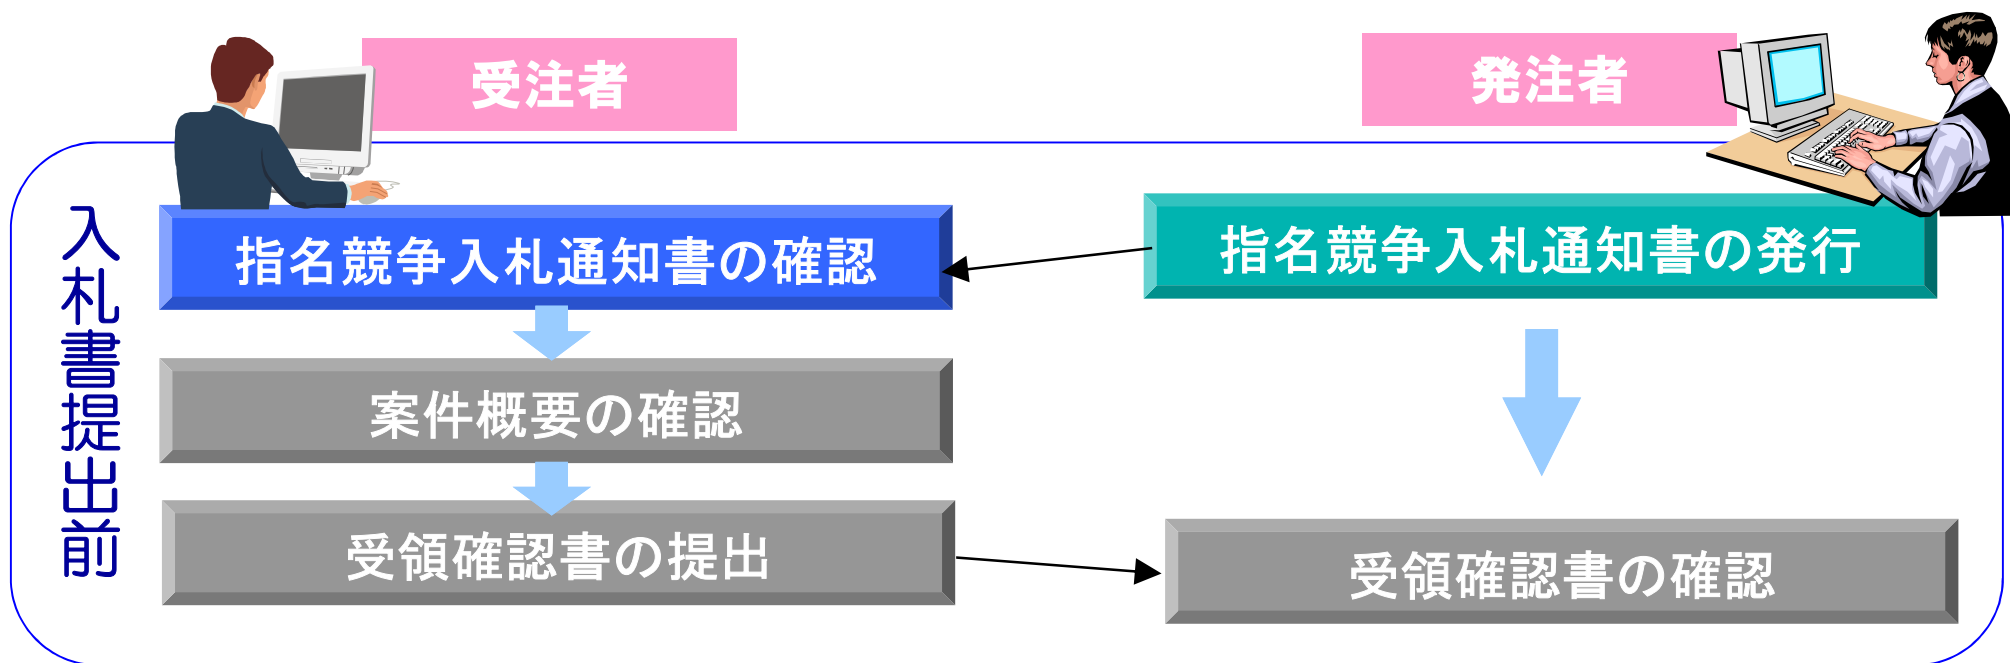 受注者
発注者
入札書提出前
指名競争入札通知書の確認
指名競争入札通知書の発行
案件概要の確認
受領確認書の提出
受領確認書の確認